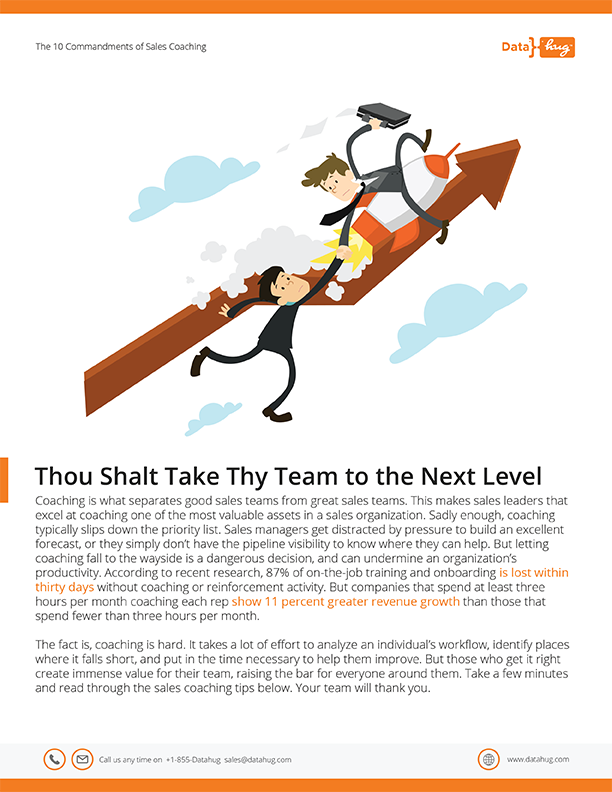 The 10 Commandments of Sales Coaching
Data hug
Thou Shalt Take Thy Team to the Next Level
Coaching is what separates good sales teams from great sales teams. This makes sales leaders that
excel at coaching one of the most valuable assets in a sales organization. Sadly enough, coaching
typically slips down the priority list. Sales managers get distracted by pressure to build an excellent
forecast, or they simply don’t have the pipeline visibility to know where they can help. But letting
coaching fall to the wayside is a dangerous decision, and can undermine an organization’s
productivity. According to recent research, 87% of on-the-job training and onboarding is lost within
thirty days without coaching or reinforcement activity. But companies that spend at least three
hours per month coaching each rep show 11 percent greater revenue growth than those that
spend fewer than three hours per month.
The fact is, coaching is hard. It takes a lot of effort to analyze an individual’s workflow, identify places
where it falls short, and put in the time necessary to help them improve. But those who get it right
create immense value for their team, raising the bar for everyone around them. Take a few minutes
and read through the sales coaching tips below. Your team will thank you.
Call us any time on +1-855-Datahug sales@datahug.com
www.datahug.com